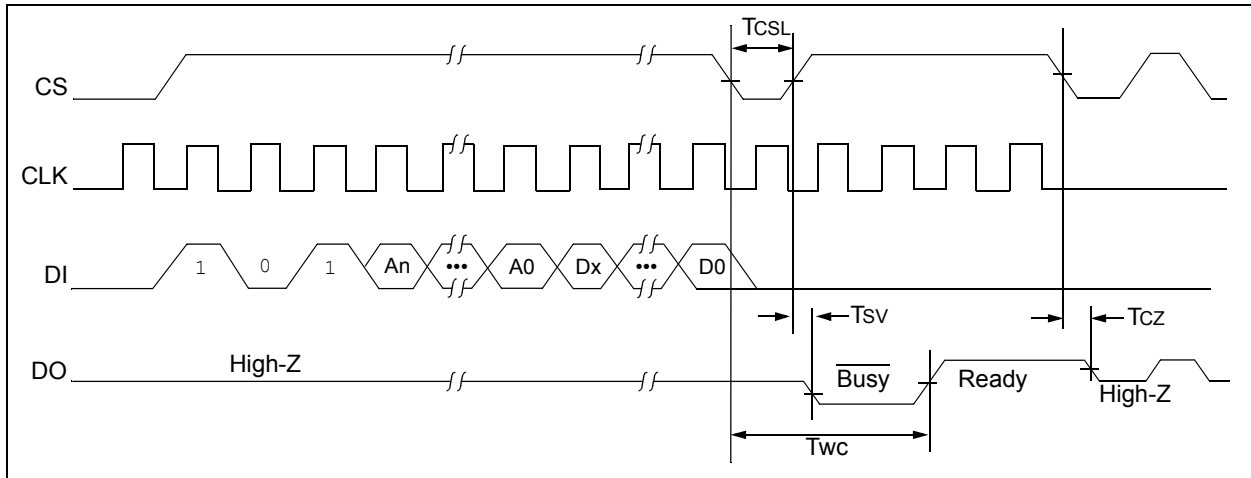 TCSL
CS
CLK
DI 1 0 1 An ••• A0 Dx ••• D0
TSV TCZ
DO High-Z Busy Ready High-Z
TWC